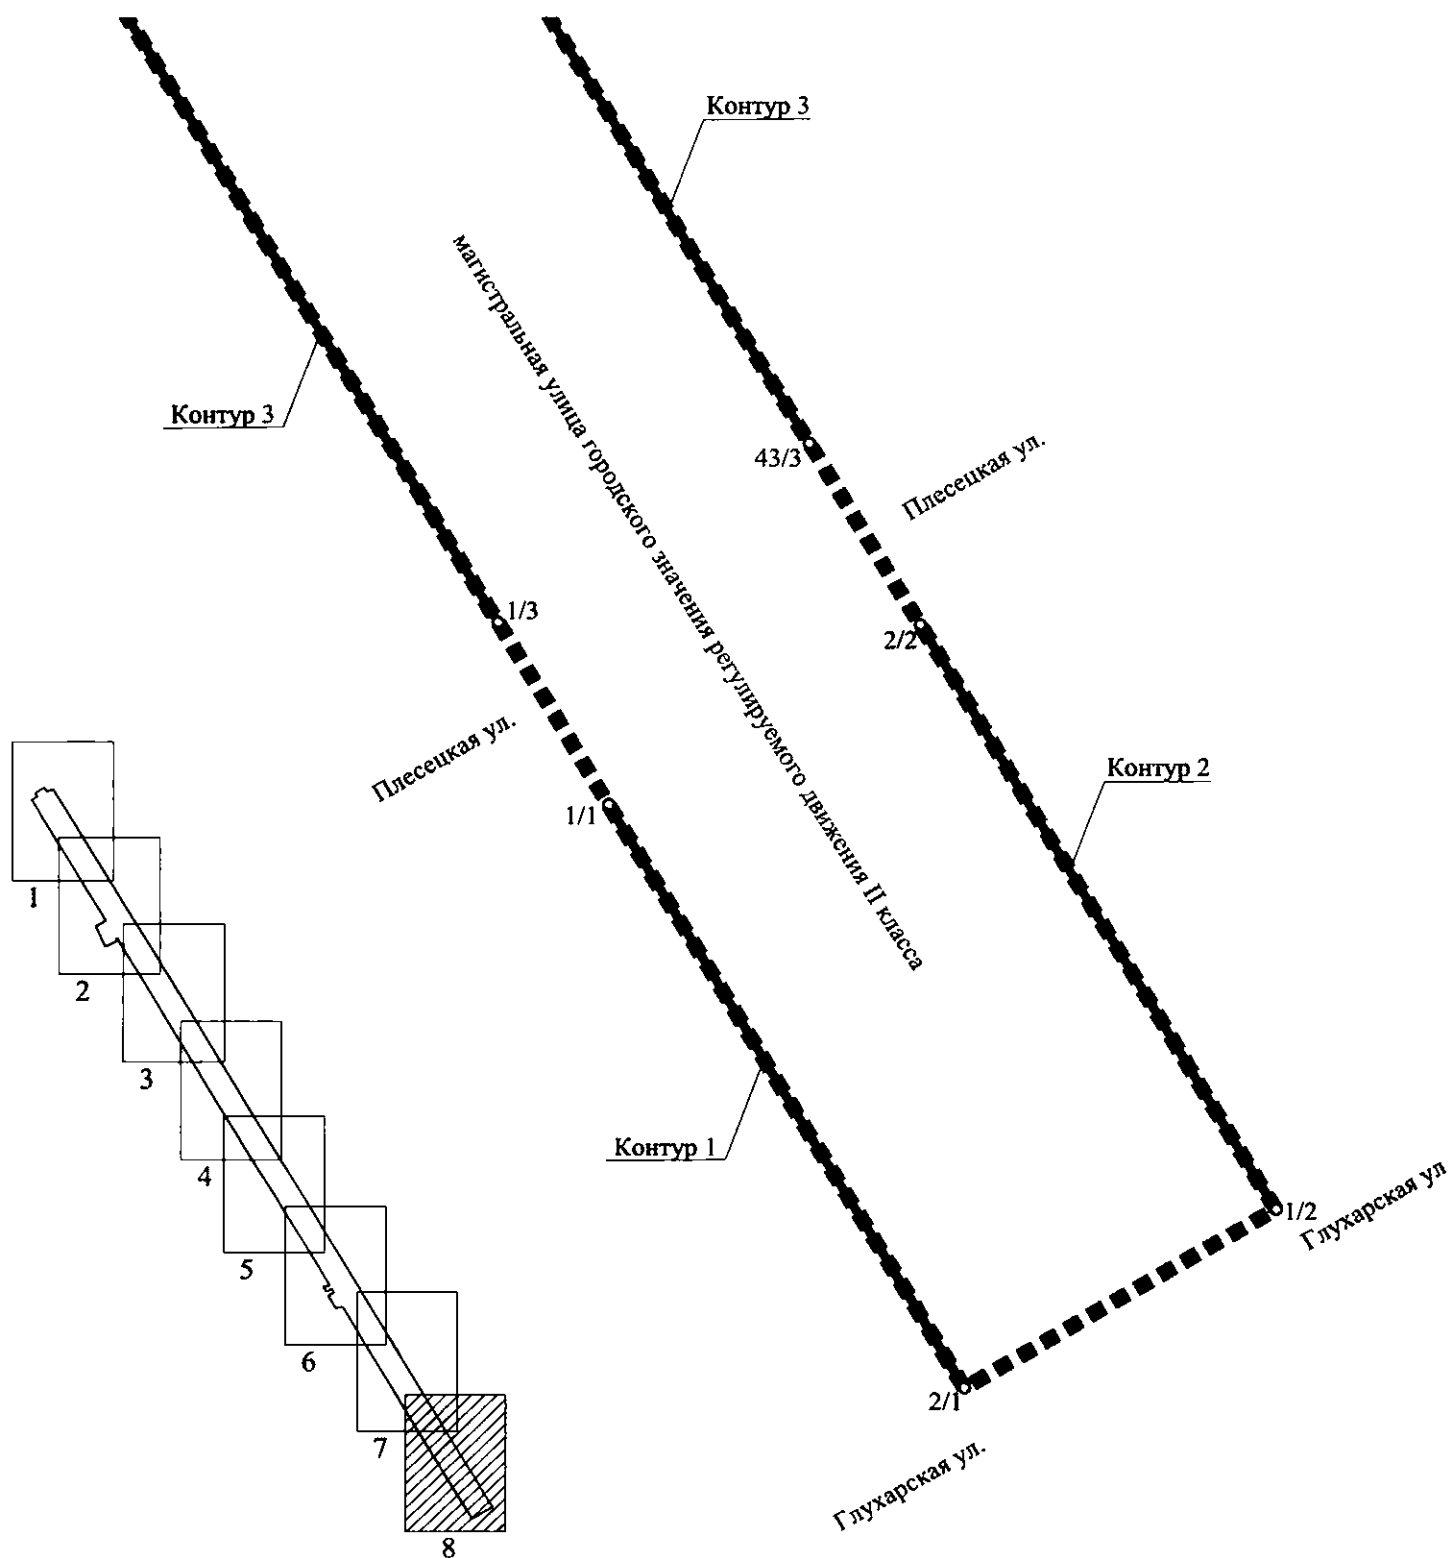 Контур 3
Контур 3
магистральная улица городского значения регулируемого движения II класса
43/3
Плесецкая ул.
1/3
2/2
Плесецкая ул.
1/1
Контур 2
Контур 1
1/2
Глухарская ул
2/1
Глухарская ул.
1
2
3
4
5
6
7
8